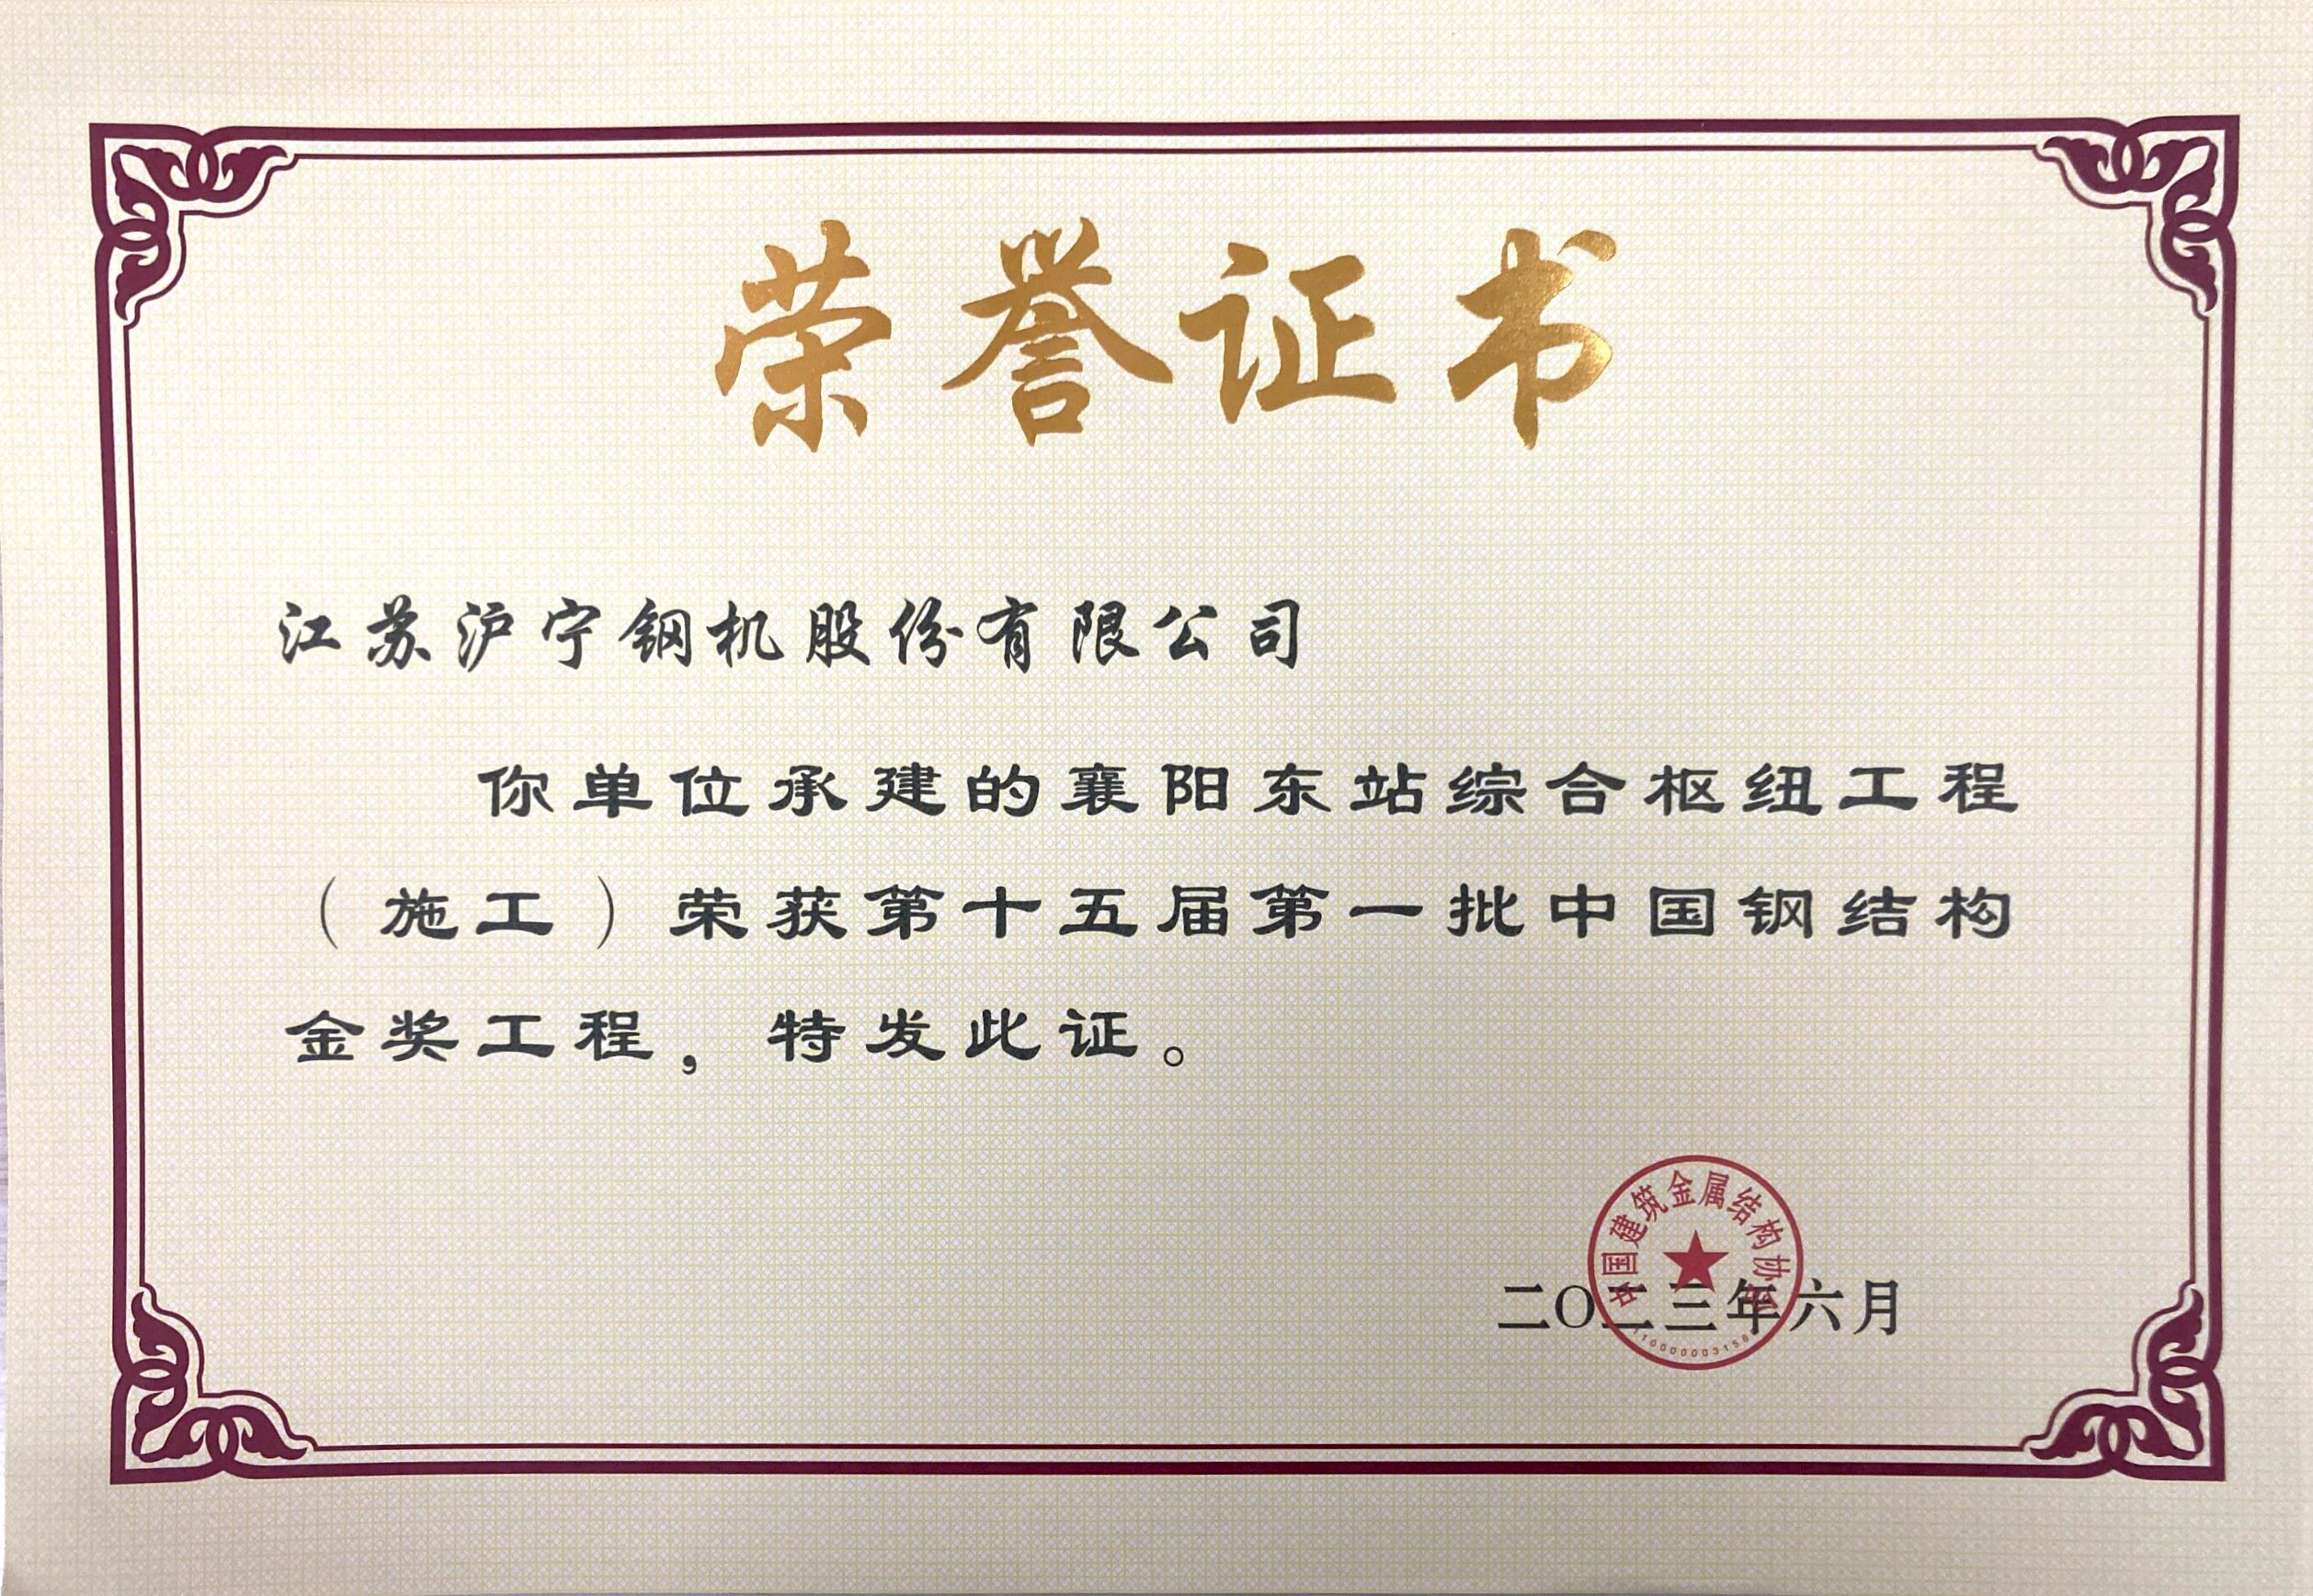 荣誉证书
江苏沪宁钢机股份有限公司
你单位承建的襄阳东站综合枢纽工程
（施工）荣获第十五届第一批中国钢结构
金奖工程，特发此证。
中国建筑金属结构协会
二〇二三年六月